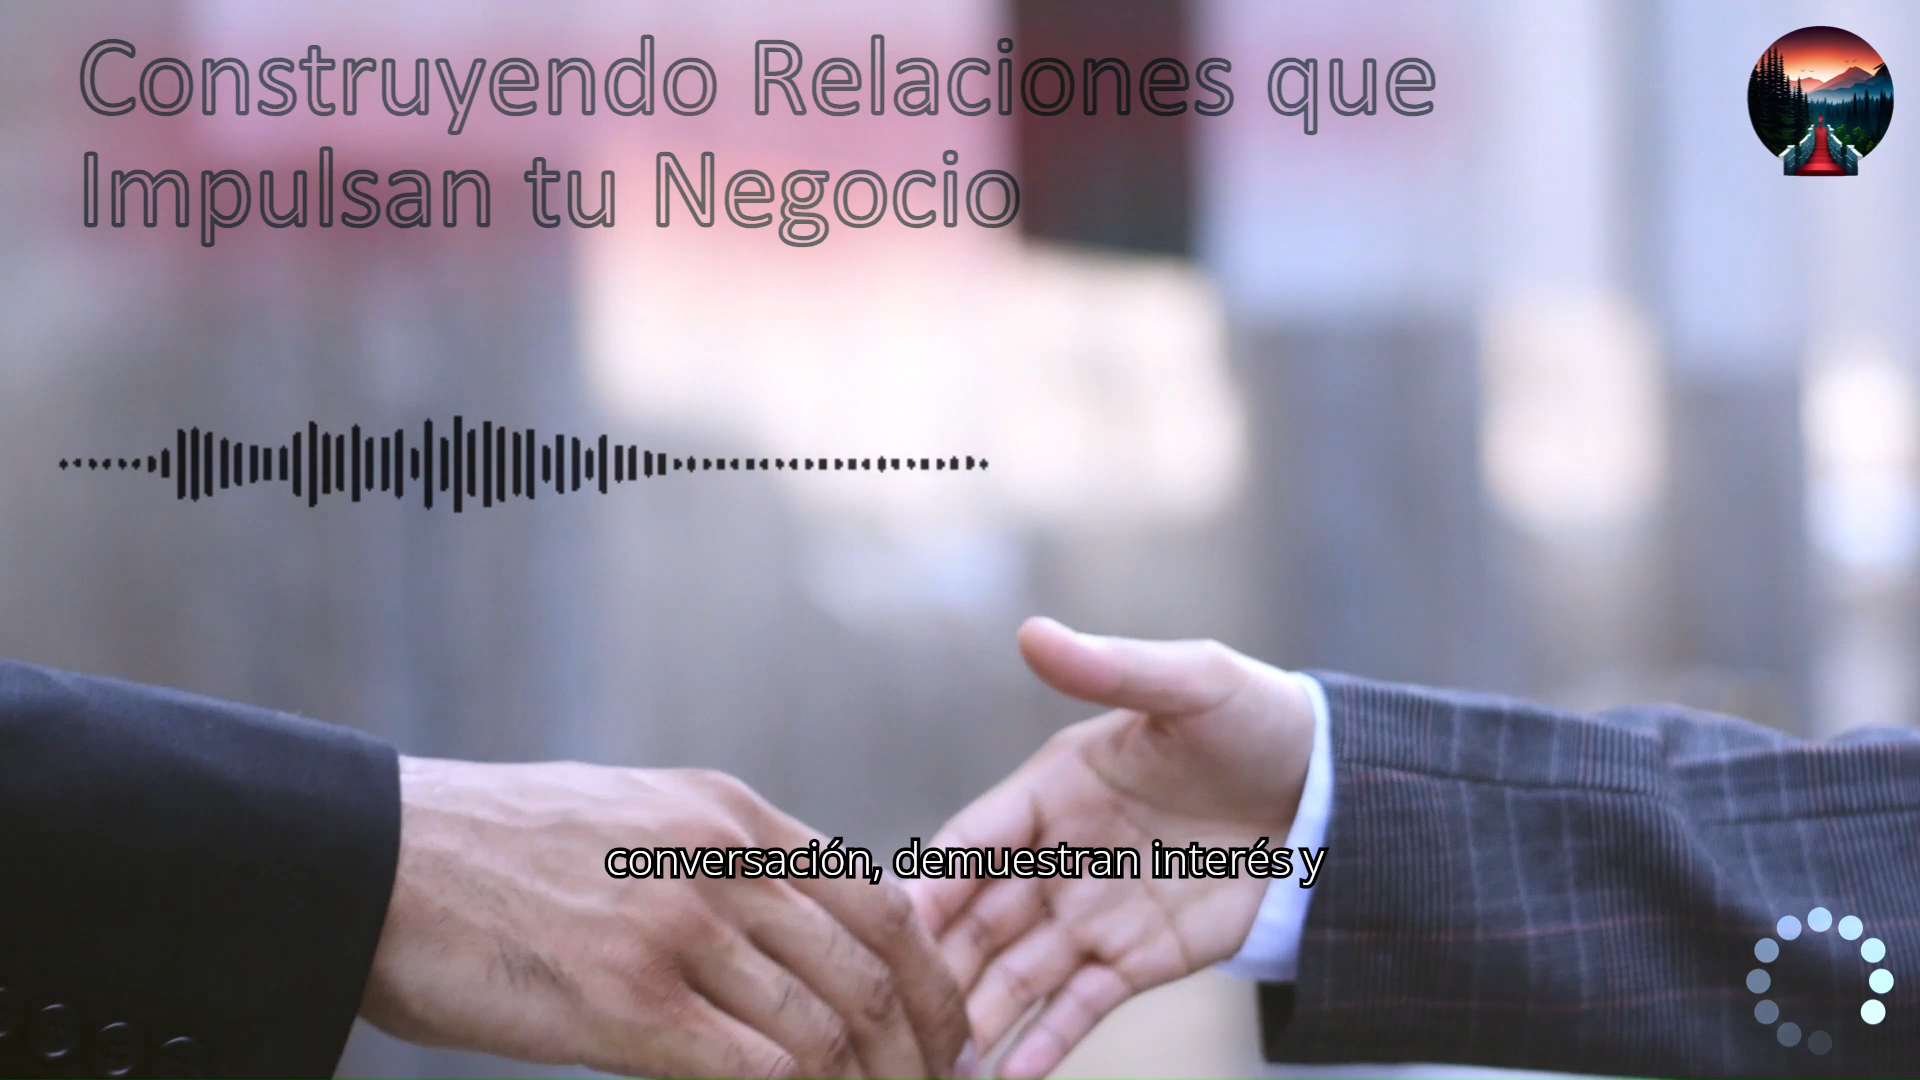 Construyendo Relaciones que
Impulsan tu Negocio
conversación, demuestran interés y